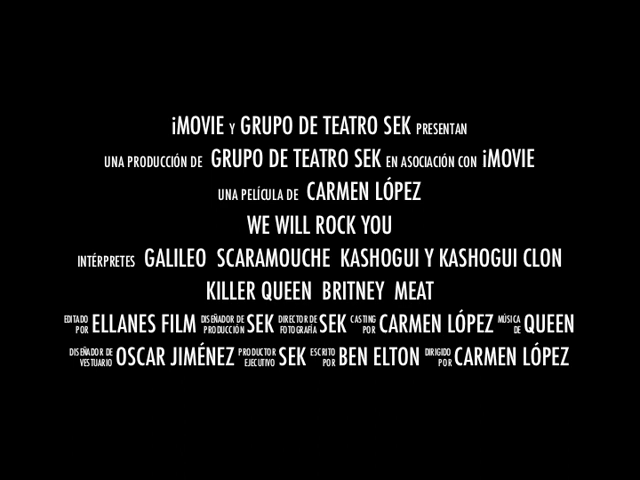 iMOVIE Y GRUPO DE TEATRO SEK PRESENTAN
UNA PRODUCCIÓN DE GRUPO DE TEATRO SEK EN ASOCIACIÓN CON iMOVIE
UNA PELÍCULA DE CARMEN LÓPEZ
WE WILL ROCK YOU
INTÉRPRETES GALILEO SCARAMOUCHE KASHOGUI Y KASHOGUI CLON
KILLER QUEEN BRITNEY MEAT
EDITADO POR ELLANES FILM DISEÑADOR DE PRODUCCIÓN SEK DIRECTOR DE FOTOGRAFÍA SEK CASTING POR CARMEN LÓPEZ MÚSICA DE QUEEN
DISEÑADOR DE VESTUARIO OSCAR JIMÉNEZ PRODUCTOR EJECUTIVO SEK ESCRITO POR BEN ELTON DIRIGIDO POR CARMEN LÓPEZ